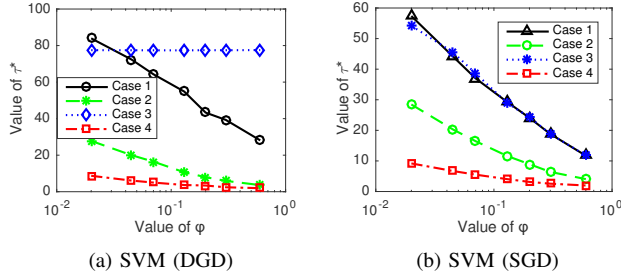 100
80
60
40
20
0
Value of τ*
Case 1
Case 2
Case 3
Case 4
10^-2 10^-1 10^0
Value of φ
(a) SVM (DGD)
60
50
40
30
20
10
0
Value of τ*
Case 1
Case 2
Case 3
Case 4
10^-2 10^-1 10^0
Value of φ
(b) SVM (SGD)